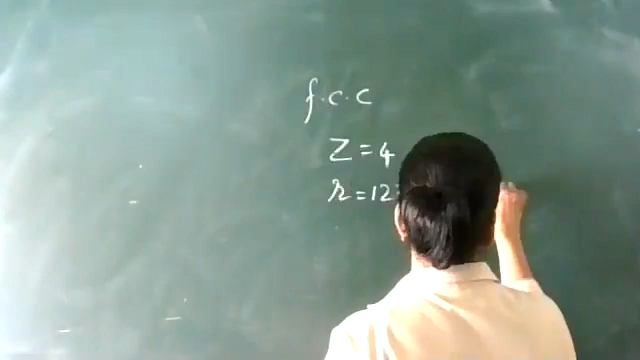 f.c.c
Z = 4
r = 12